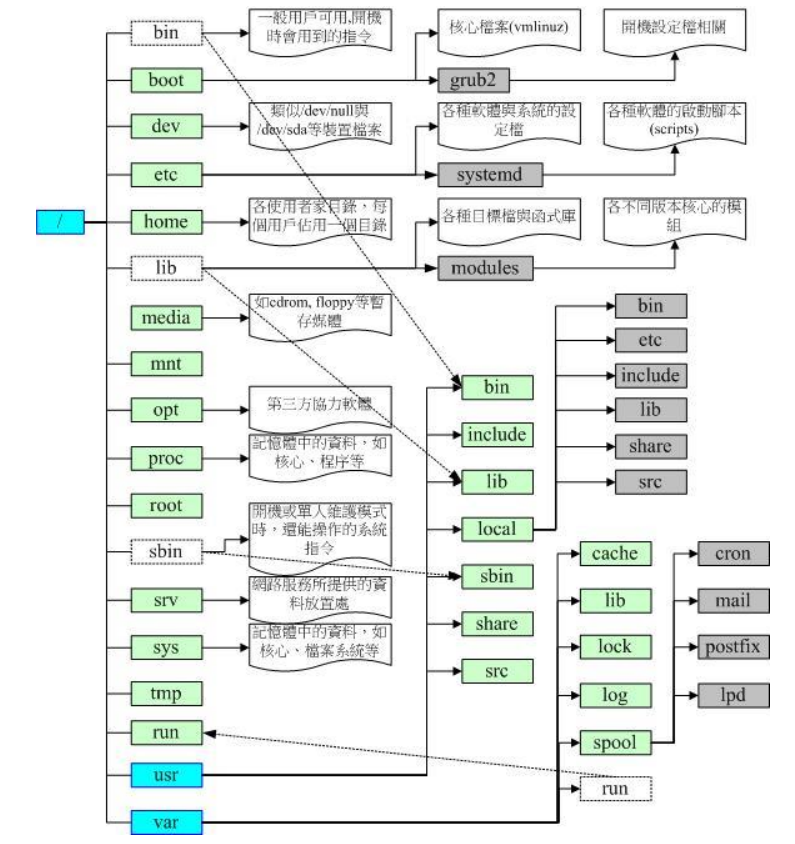 /
bin
一般用戶可用,開機
時會用到的指令
核心檔案(vmlinuz)
開機設定檔相關
boot
grub2
dev
類似/dev/null與
/dev/sda等裝置檔案
各種軟體與系統的設
定檔
各種軟體的啟動腳本
(scripts)
etc
systemd
home
各使用者家目錄，每
個用戶佔用一個目錄
各種目標檔與函式庫
各不同版本核心的模
組
lib
modules
media
如cdrom, floppy等暫
存媒體
mnt
opt
第三方協力軟體
proc
記憶體中的資料，如
核心、程序等
root
sbin
開機或單人維護模式
時，還能操作的系統
指令
srv
網路服務所提供的資
料放置處
sys
記憶體中的資料，如
核心、檔案系統等
tmp
run
usr
var
bin
include
lib
local
sbin
share
src
bin
etc
include
lib
share
src
cache
lib
lock
log
spool
run
cron
mail
postfix
lpd